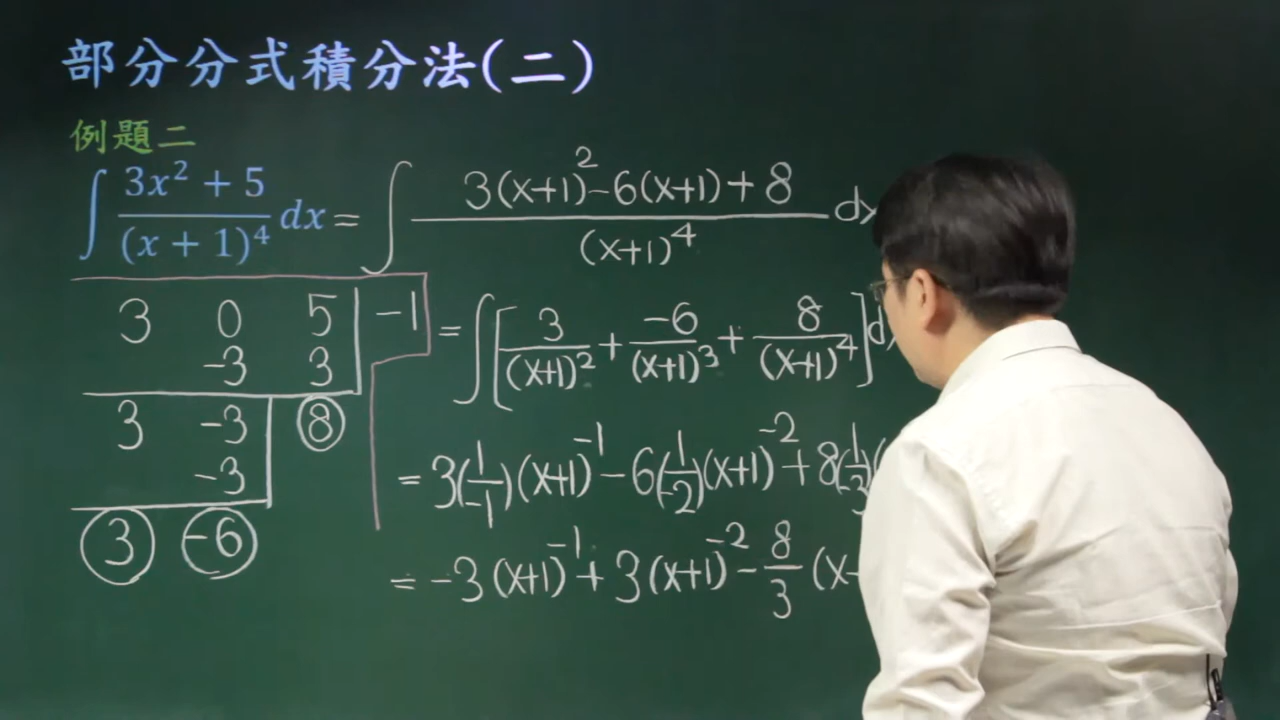 部分分式積分法(二)
例題二
∫ (3x² + 5)/(x + 1)⁴ dx = ∫ (3(x+1)² - 6(x+1) + 8)/(x+1)⁴ dx
3 0 5 | -1
-3 3
3 -3 8
-3
3 -6
= ∫ [3/(x+1)² + -6/(x+1)³ + 8/(x+1)⁴] d
= 3(1/-1)(x+1)⁻¹ - 6(1/-2)(x+1)⁻² + 8(1/-3)(
= -3(x+1)⁻¹ + 3(x+1)⁻² - 8/3 (x